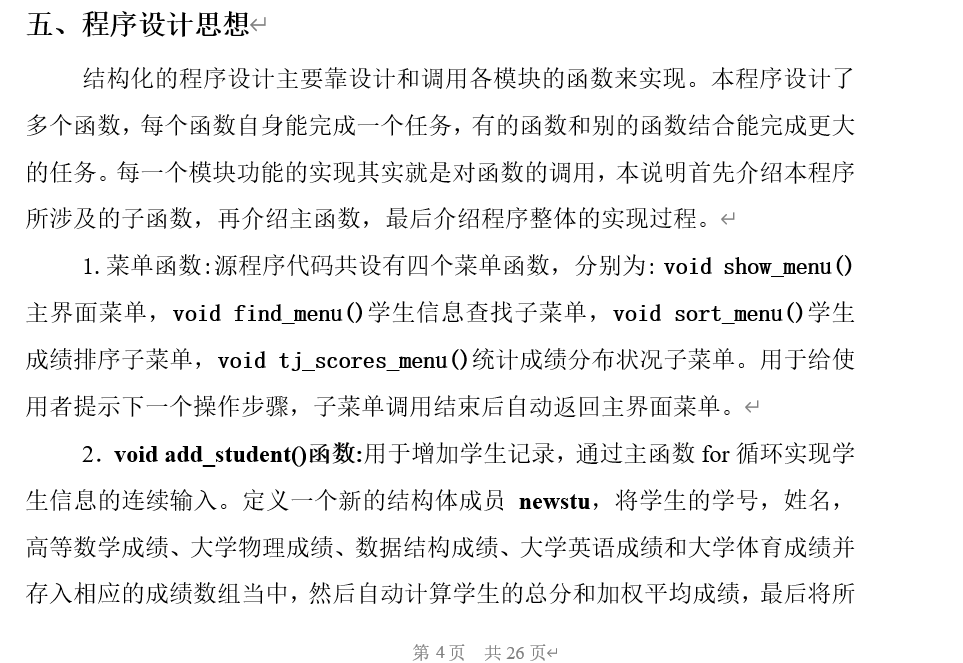 五、程序设计思想
结构化的程序设计主要靠设计和调用各模块的函数来实现。本程序设计了
多个函数，每个函数自身能完成一个任务，有的函数和别的函数结合能完成更大
的任务。每一个模块功能的实现其实就是对函数的调用，本说明首先介绍本程序
所涉及的子函数，再介绍主函数，最后介绍程序整体的实现过程。
1.菜单函数:源程序代码共设有四个菜单函数，分别为: void show_menu()
主界面菜单，void find_menu()学生信息查找子菜单，void sort_menu()学生
成绩排序子菜单，void tj_scores_menu()统计成绩分布状况子菜单。用于给使
用者提示下一个操作步骤，子菜单调用结束后自动返回主界面菜单。
2. void add_student()函数:用于增加学生记录，通过主函数 for 循环实现学
生信息的连续输入。定义一个新的结构体成员 newstu，将学生的学号，姓名，
高等数学成绩、大学物理成绩、数据结构成绩、大学英语成绩和大学体育成绩并
存入相应的成绩数组当中，然后自动计算学生的总分和加权平均成绩，最后将所
第 4 页 共 26 页